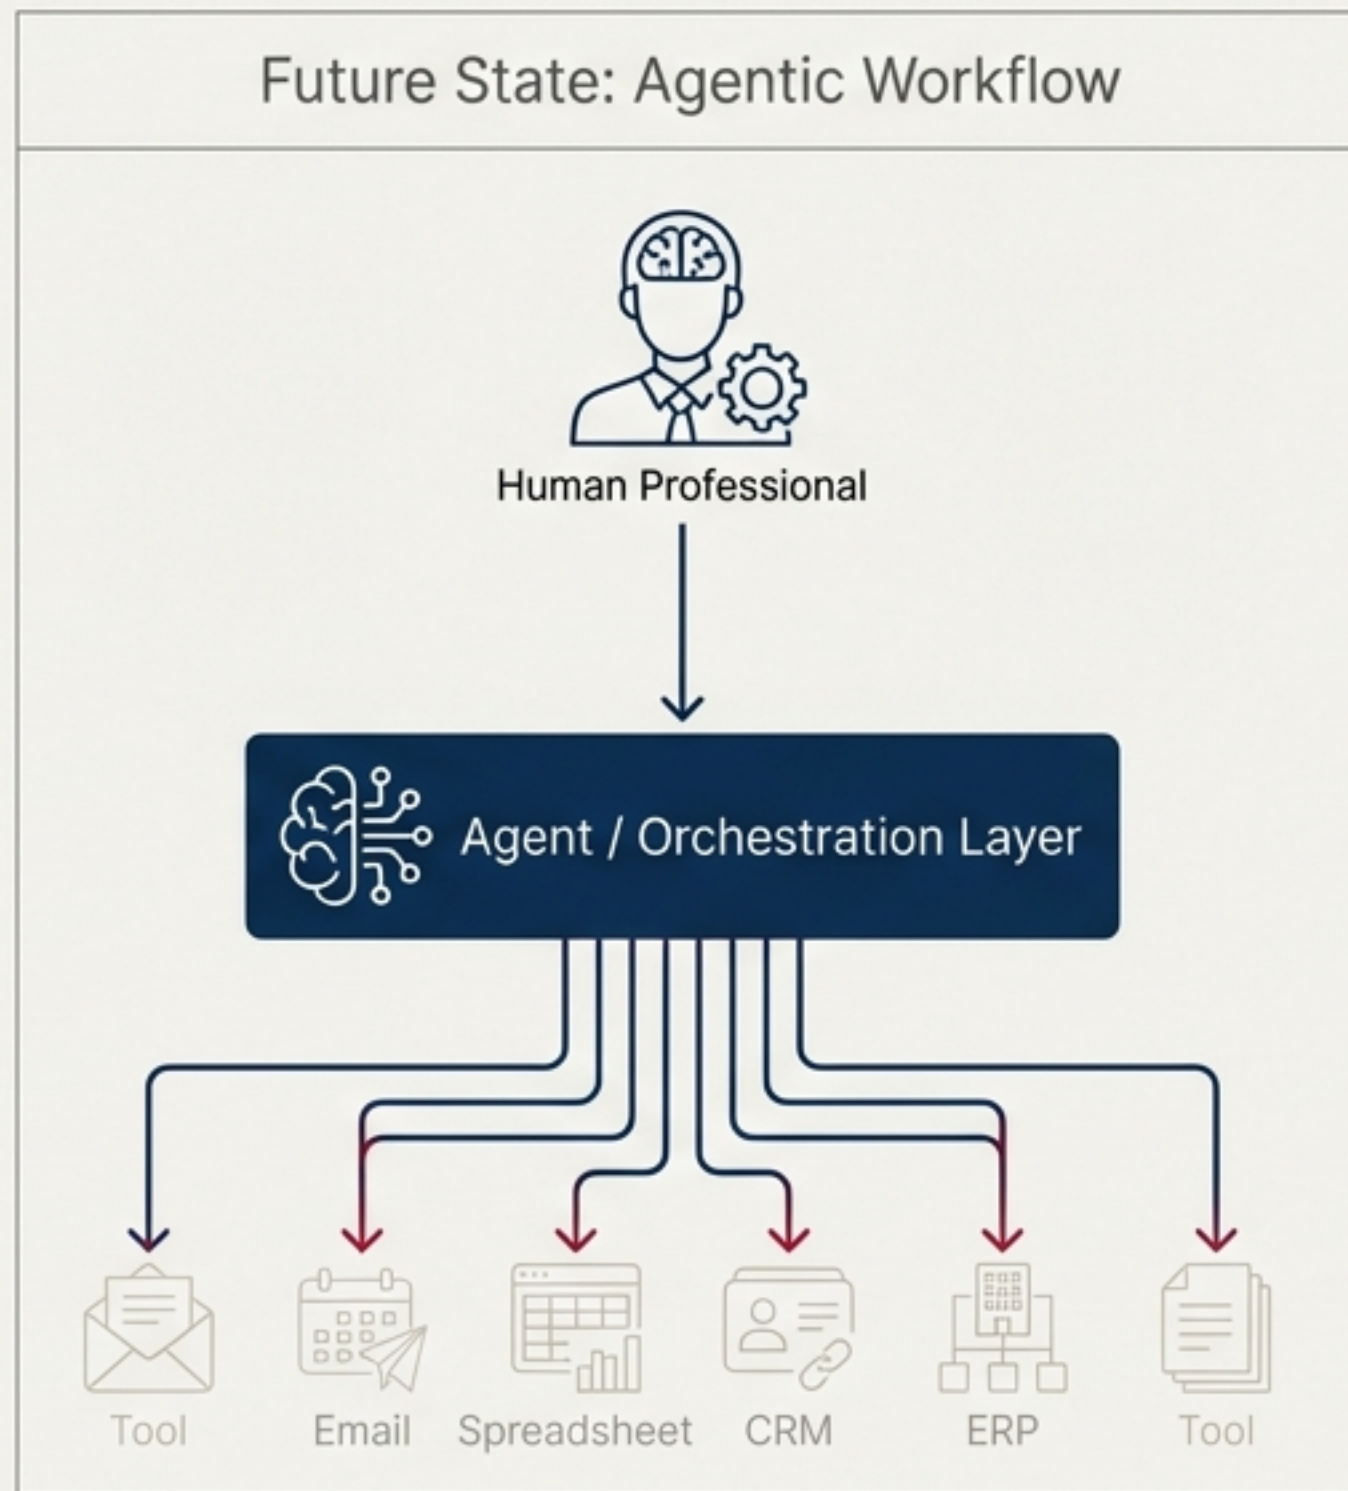 Future State: Agentic Workflow
Human Professional
Agent / Orchestration Layer
Tool
Email
Spreadsheet
CRM
ERP
Tool